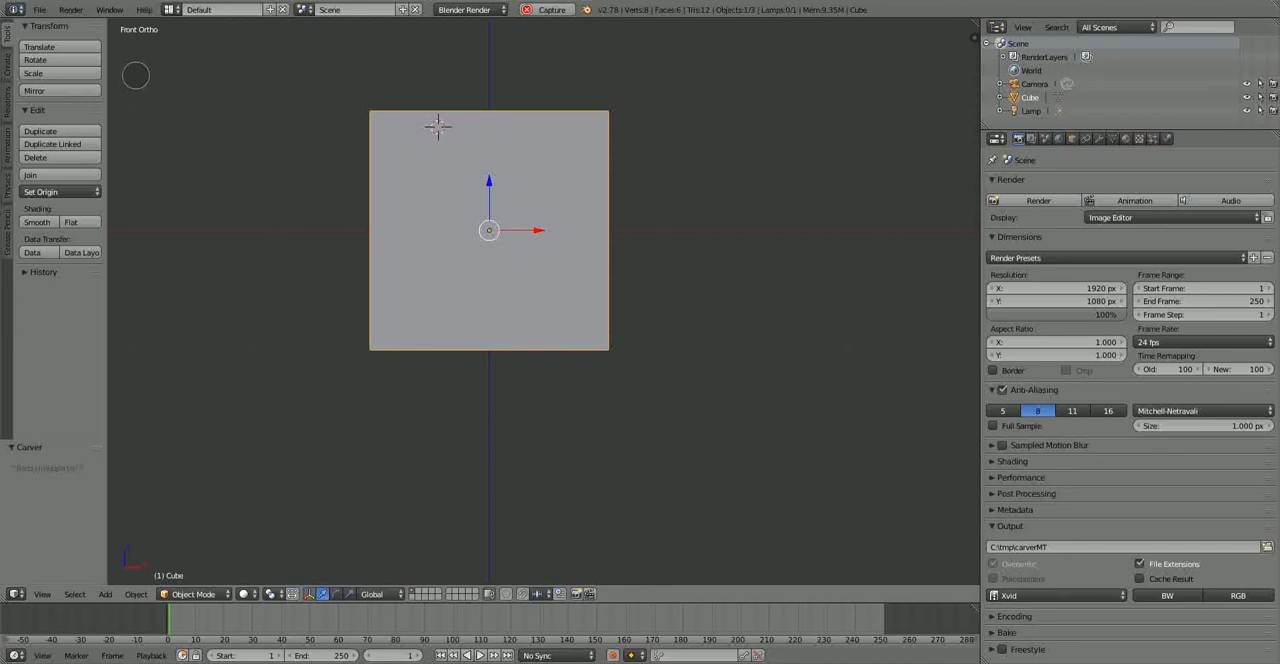 File Render Window Help Default Scene Blender Render Capture v2.78 | Verts:8 | Faces:6 | Tris:12 | Objects:1/3 | Lamps:0/1 | Mem:9.35M | Cube
Tools
Create
Relations
Animation
Physics
Grease Pencil
Transform
Translate
Rotate
Scale
Mirror
Edit
Duplicate
Duplicate Linked
Delete
Join
Set Origin
Shading:
Smooth Flat
Data Transfer:
Data Data Layo
History
Carver
Front Ortho
(1) Cube
View Select Add Object Object Mode Global
View Search All Scenes
Scene
RenderLayers
World
Camera
Cube
Lamp
Scene
Render
Render Animation Audio
Display: Image Editor
Dimensions
Render Presets
Resolution: Frame Range:
X: 1920 px Start Frame: 1
Y: 1080 px End Frame: 250
100% Frame Step: 1
Aspect Ratio: Frame Rate:
X: 1.000 24 fps
Y: 1.000 Time Remapping:
Border Crop Old: 100 New: 100
Anti-Aliasing
5 8 11 16 Mitchell-Netravali
Full Sample Size: 1.000 px
Sampled Motion Blur
Shading
Performance
Post Processing
Metadata
Output
C:\tmp\carverMT
Overwrite File Extensions
Placeholders Cache Result
Xvid BW RGB
Encoding
Bake
Freestyle
-50 -40 -30 -20 -10 0 10 20 30 40 50 60 70 80 90 100 110 120 130 140 150 160 170 180 190 200 210 220 230 240 250 260 270 280
View Marker Frame Playback Start: 1 End: 250 1 No Sync